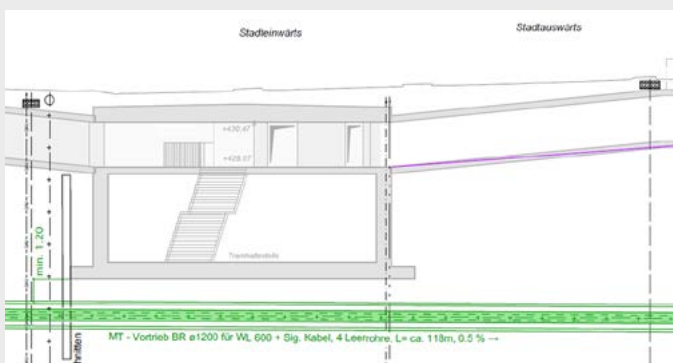 Stadteinwärts
Stadtauswärts
+430.47
+428.07
min. 1.20
Tramhaltestelle
MT - Vortrieb BR ø1200 für WL 600 + Sig. Kabel, 4 Leerrohre, L= ca. 118m, 0.5 % →